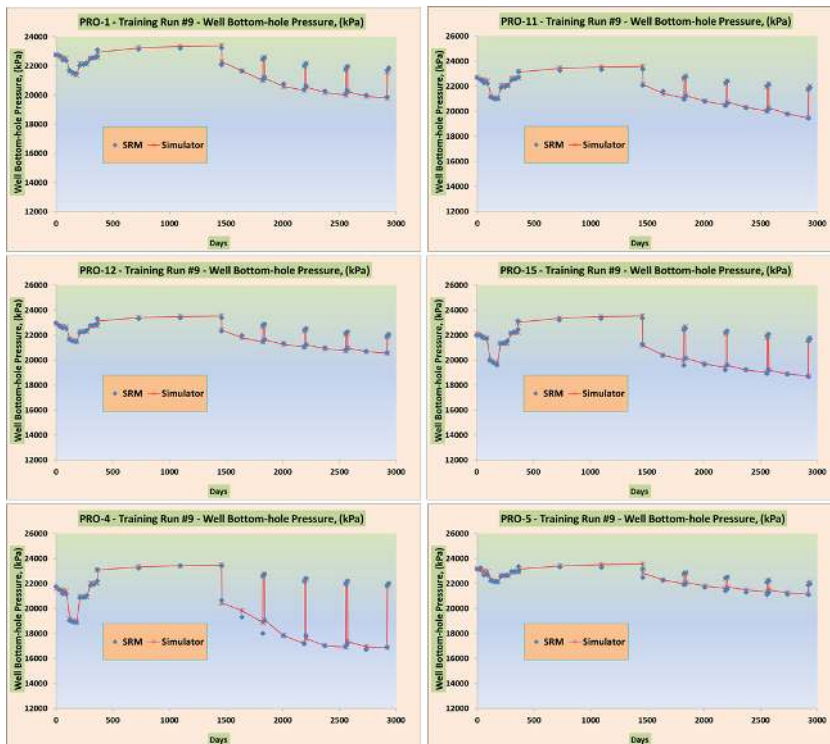 PRO-1 - Training Run #9 - Well Bottom-hole Pressure, (kPa)
Well Bottom-hole Pressure, (kPa)
24000
22000
20000
18000
16000
14000
12000
SRM
Simulator
0 500 1000 1500 2000 2500 3000
Days
PRO-11 - Training Run #9 - Well Bottom-hole Pressure, (kPa)
Well Bottom-hole Pressure, (kPa)
26000
24000
22000
20000
18000
16000
14000
12000
SRM
Simulator
0 500 1000 1500 2000 2500 3000
Days
PRO-12 - Training Run #9 - Well Bottom-hole Pressure, (kPa)
Well Bottom-hole Pressure, (kPa)
26000
24000
22000
20000
18000
16000
14000
12000
SRM
Simulator
0 500 1000 1500 2000 2500 3000
Days
PRO-15 - Training Run #9 - Well Bottom-hole Pressure, (kPa)
Well Bottom-hole Pressure, (kPa)
26000
24000
22000
20000
18000
16000
14000
12000
SRM
Simulator
0 500 1000 1500 2000 2500 3000
Days
PRO-4 - Training Run #9 - Well Bottom-hole Pressure, (kPa)
Well Bottom-hole Pressure, (kPa)
26000
24000
22000
20000
18000
16000
14000
12000
SRM
Simulator
0 500 1000 1500 2000 2500 3000
Days
PRO-5 - Training Run #9 - Well Bottom-hole Pressure, (kPa)
Well Bottom-hole Pressure, (kPa)
26000
24000
22000
20000
18000
16000
14000
12000
SRM
Simulator
0 500 1000 1500 2000 2500 3000
Days